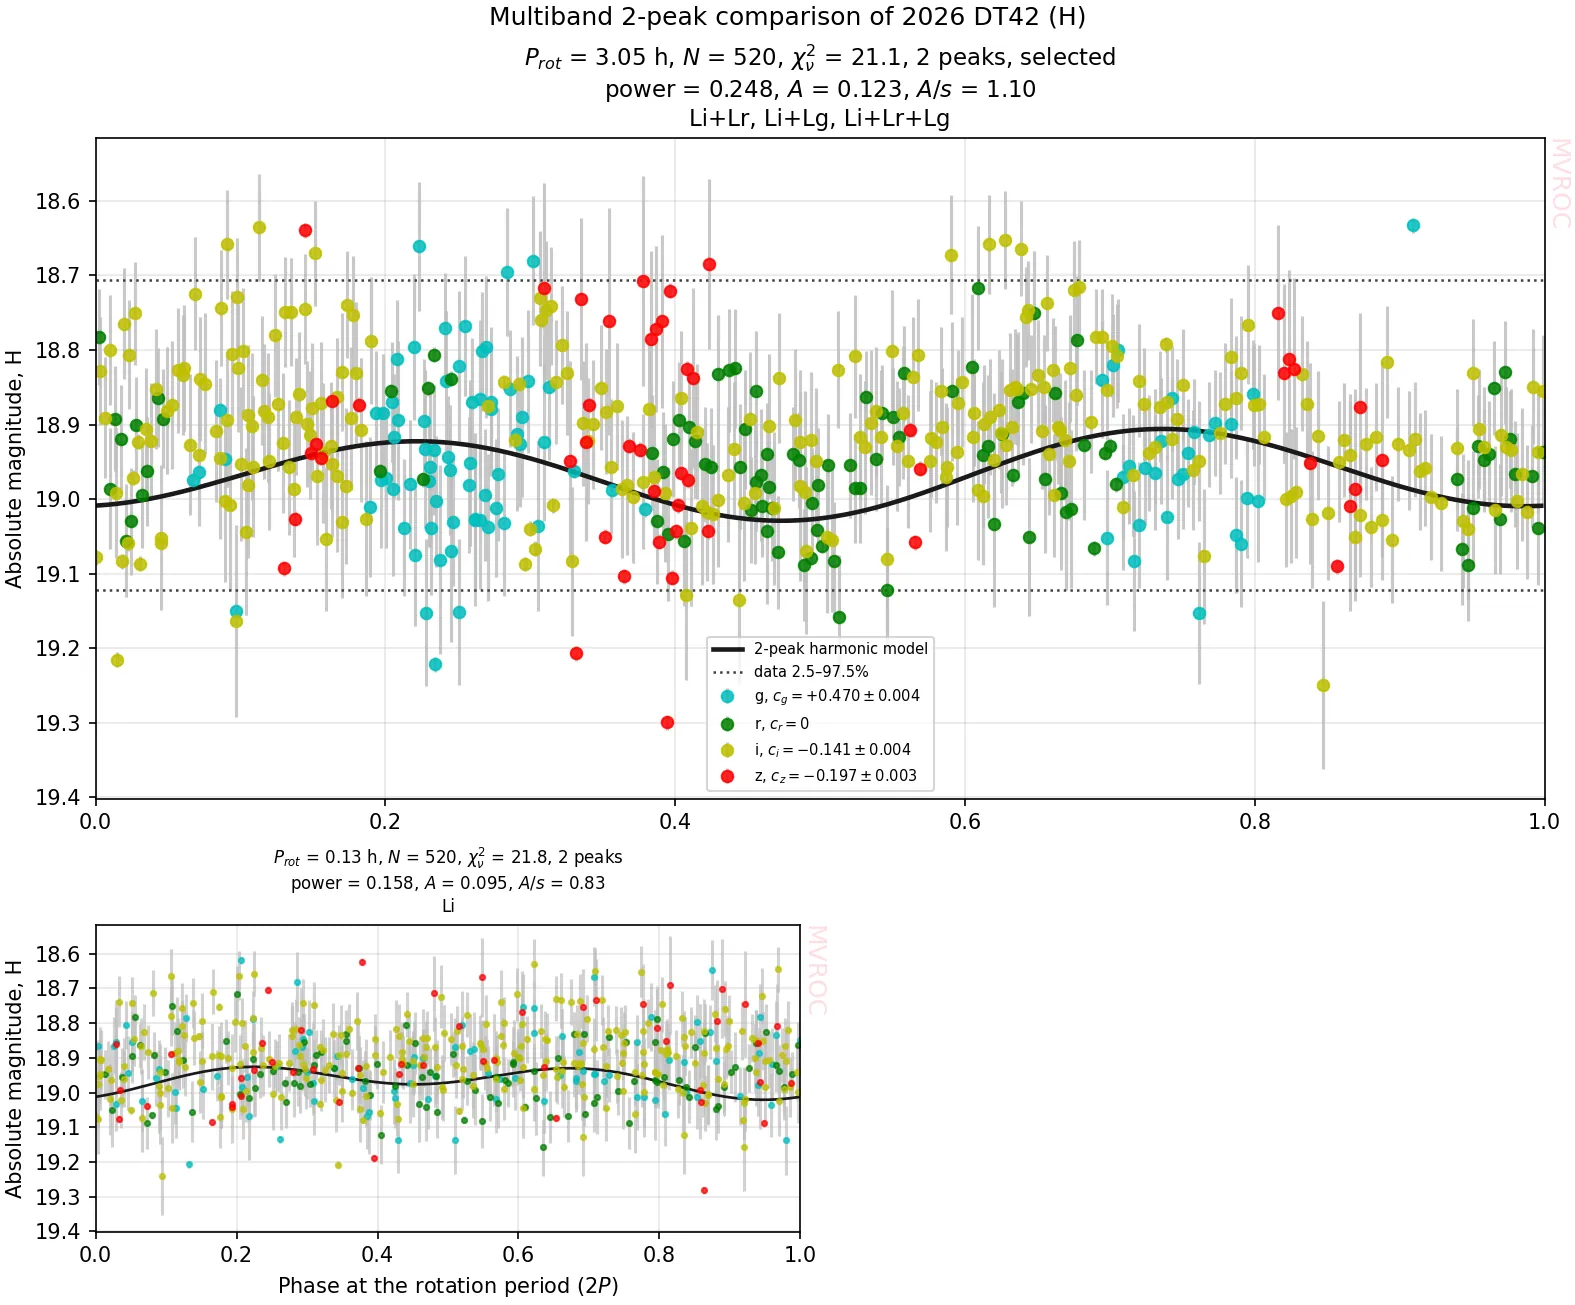 Multiband 2-peak comparison of 2026 DT42 (H)
P_rot = 3.05 h, N = 520, χ²_ν = 21.1, 2 peaks, selected
power = 0.248, A = 0.123, A/s = 1.10
Li+Lr, Li+Lg, Li+Lr+Lg
MVROC
Absolute magnitude, H
18.6
18.7
18.8
18.9
19.0
19.1
19.2
19.3
19.4
2-peak harmonic model
data 2.5–97.5%
g, c_g = +0.470 ± 0.004
r, c_r = 0
i, c_i = −0.141 ± 0.004
z, c_z = −0.197 ± 0.003
0.0 0.2 0.4 0.6 0.8 1.0
P_rot = 0.13 h, N = 520, χ²_ν = 21.8, 2 peaks
power = 0.158, A = 0.095, A/s = 0.83
Li
MVROC
Absolute magnitude, H
18.6
18.7
18.8
18.9
19.0
19.1
19.2
19.3
19.4
0.0 0.2 0.4 0.6 0.8 1.0
Phase at the rotation period (2P)